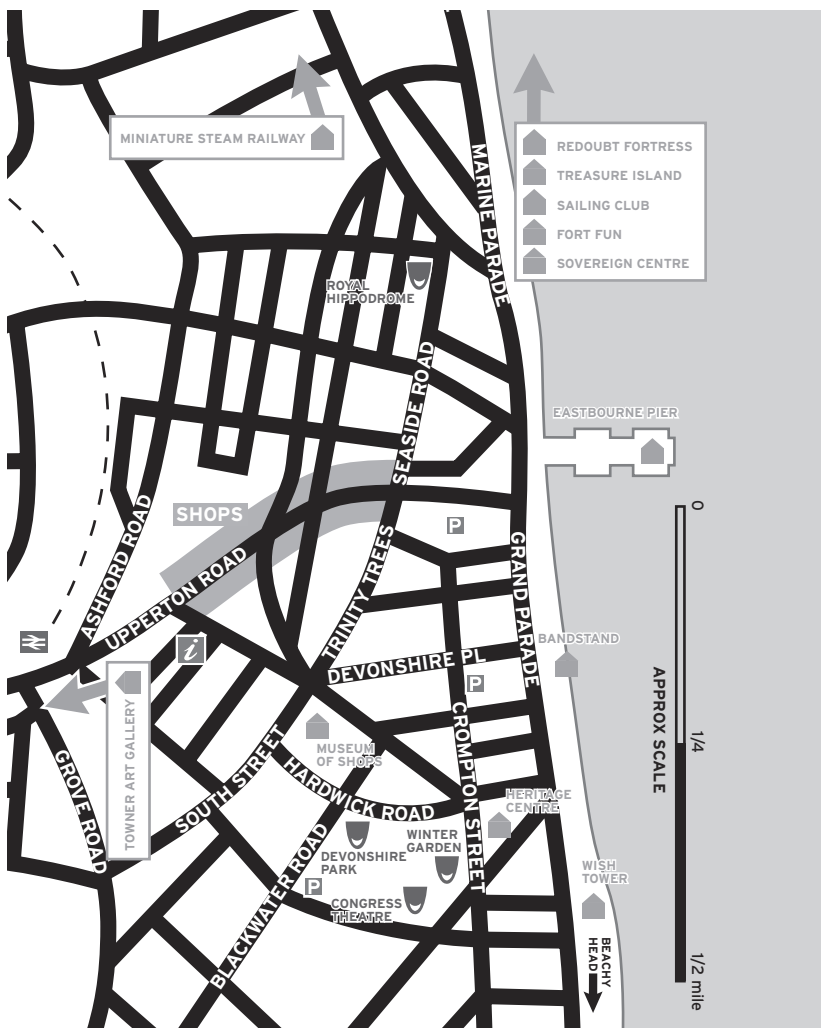 MINIATURE STEAM RAILWAY
REDOUBT FORTRESS
TREASURE ISLAND
SAILING CLUB
FORT FUN
SOVEREIGN CENTRE
MARINE PARADE
ROYAL
HIPPODROME
SEASIDE ROAD
EASTBOURNE PIER
SHOPS
P
0
ASHFORD ROAD
UPPERTON ROAD
TRINITY TREES
GRAND PARADE
i
BANDSTAND
DEVONSHIRE PL
P
APPROX SCALE
TOWNER ART GALLERY
GROVE ROAD
SOUTH STREET
MUSEUM
OF SHOPS
CROMPTON STREET
1/4
HARDWICK ROAD
HERITAGE
CENTRE
DEVONSHIRE
PARK
WINTER
GARDEN
WISH
TOWER
P
BLACKWATER ROAD
CONGRESS
THEATRE
BEACHY
HEAD
1/2 mile